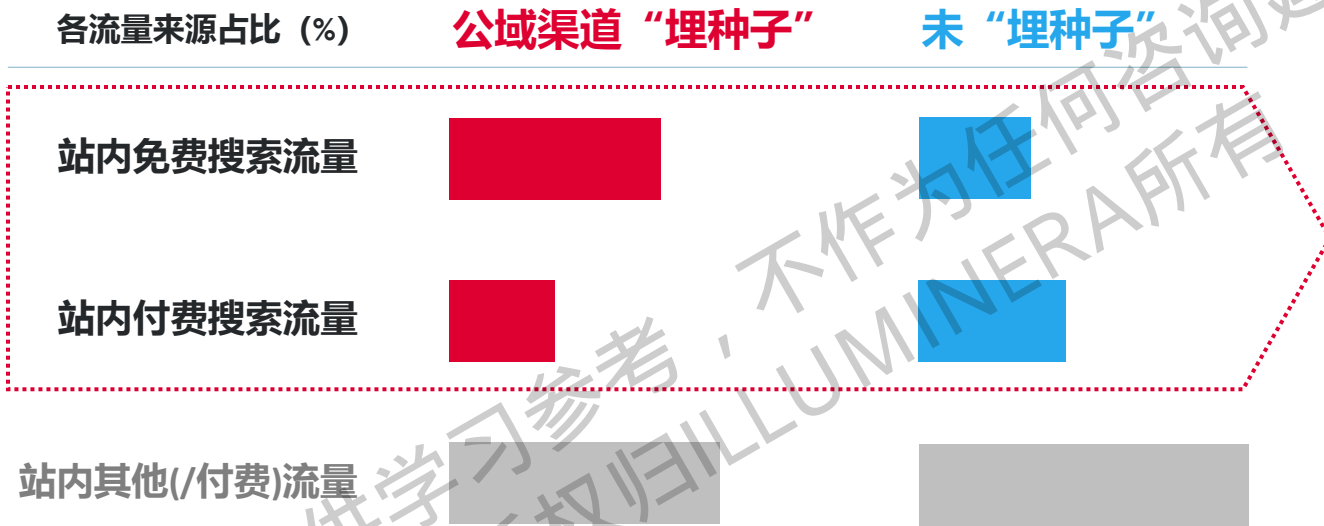 各流量来源占比（%）
公域渠道“埋种子”
未“埋种子”
站内免费搜索流量
站内付费搜索流量
站内其他(/付费)流量
供学习参考，不作为任何咨询建
权归ILLUMINERA所有